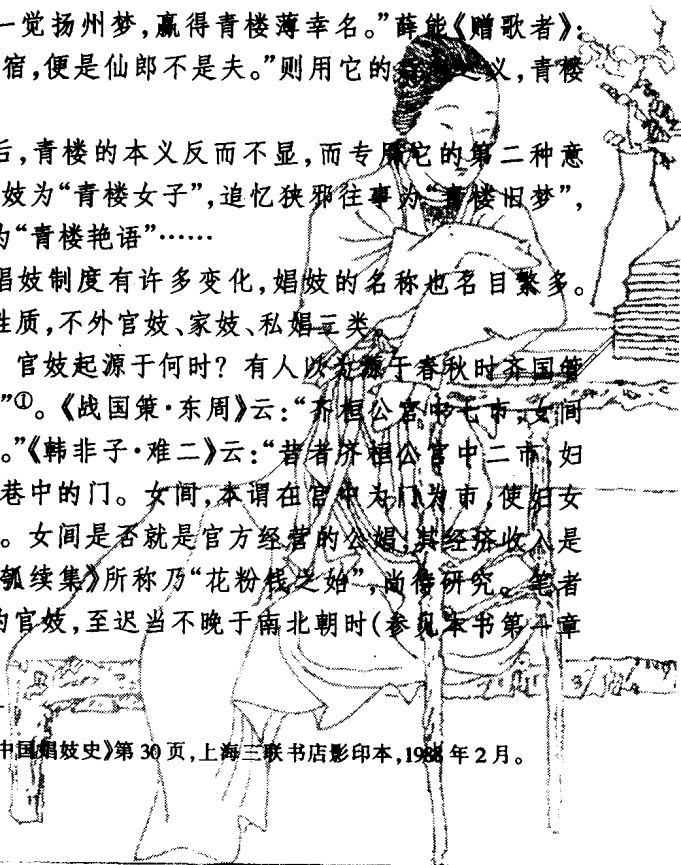 一觉扬州梦,赢得青楼薄幸名。”薛能《赠歌者》:
宿,便是仙郎不是夫。”则用它的 义,青楼
后,青楼的本义反而不显,而专用它的第二种意
妓为“青楼女子”,追忆狭邪往事为“青楼旧梦”,
为“青楼艳语”……
娼妓制度有许多变化,娼妓的名称也名目繁多。
性质,不外官妓、家妓、私娼三类。
官妓起源于何时?有人以为源于春秋时齐国管
”①。《战国策·东周》云:“齐桓公宫中七市,女闾
。”《韩非子·难二》云:“昔者济桓公宫中二市,妇
巷中的门。女闾,本谓在宫中为门为市,使妇女
。女闾是否就是官方经营的公娼,其经济收入是
瓠续集》所称乃“花粉钱之始”,尚待研究。笔者
的官妓,至迟当不晚于南北朝时(参见本书第一章
中国娼妓史》第30页,上海三联书店影印本,1988年2月。